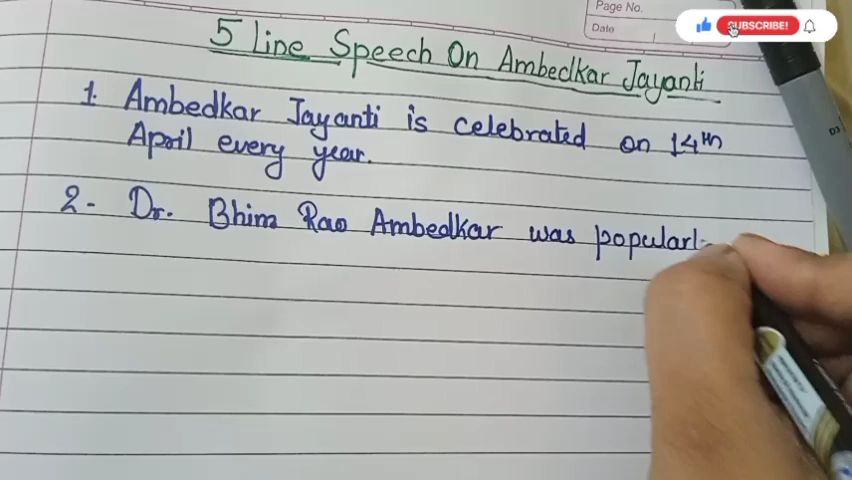 Page No.
Date
SUBSCRIBE!
5 Line Speech On Ambedkar Jayanti
1. Ambedkar Jayanti is celebrated on 14th
April every year.
2- Dr. Bhim Rao Ambedkar was popularl